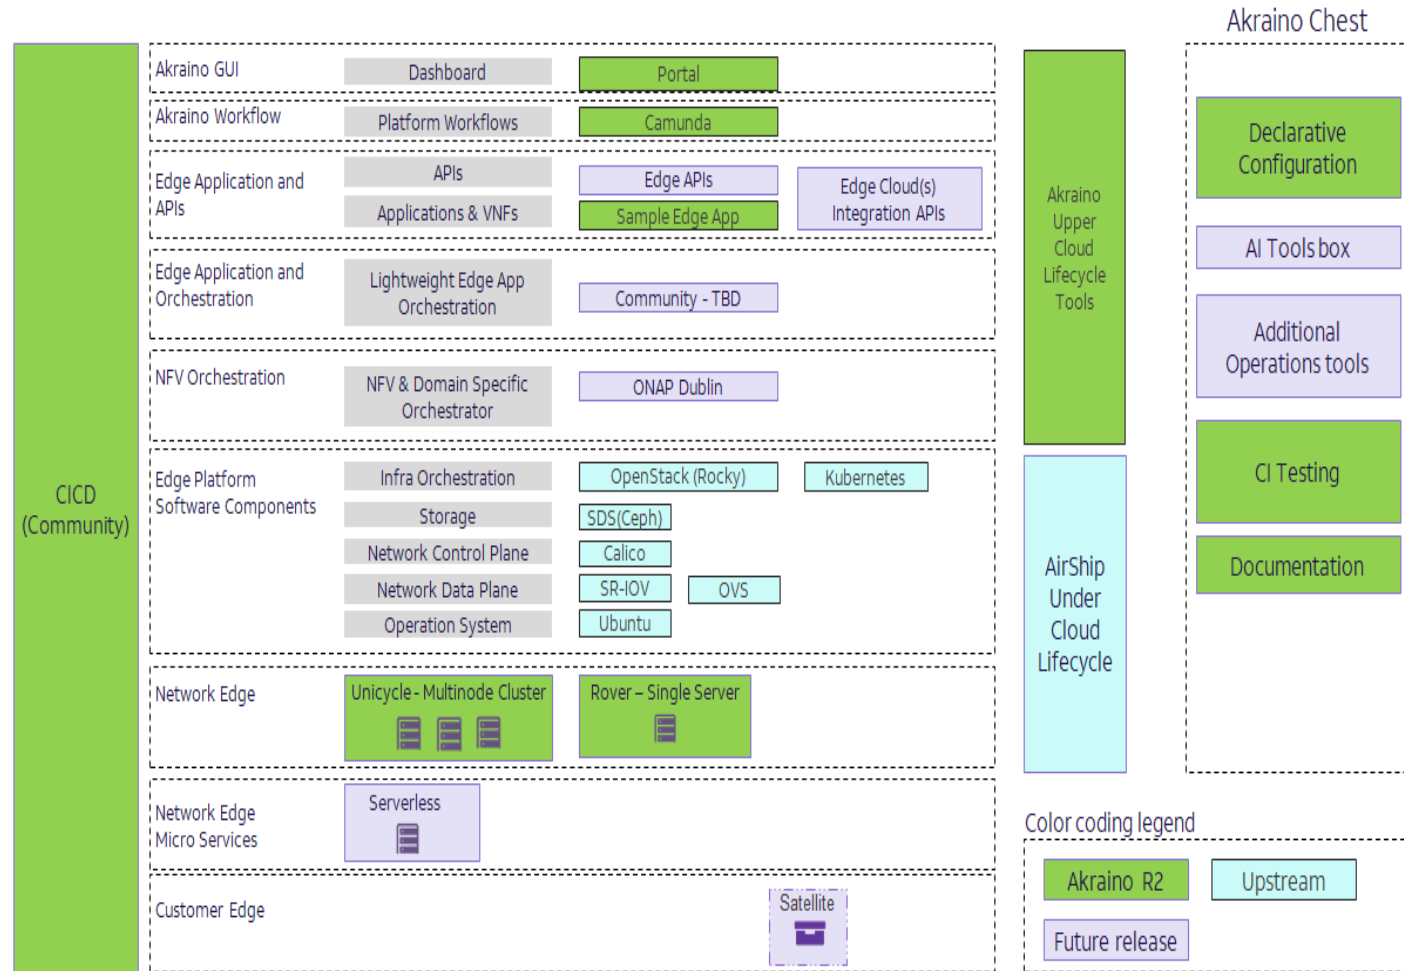 Akraino Chest
CICD
(Community)
Akraino GUI
Dashboard
Portal
Akraino Workflow
Platform Workflows
Camunda
Edge Application and
APIs
APIs
Edge APIs
Applications & VNFs
Sample Edge App
Edge Cloud(s)
Integration APIs
Edge Application and
Orchestration
Lightweight Edge App
Orchestration
Community - TBD
NFV Orchestration
NFV & Domain Specific
Orchestrator
ONAP Dublin
Edge Platform
Software Components
Infra Orchestration
OpenStack (Rocky)
Kubernetes
Storage
SDS(Ceph)
Network Control Plane
Calico
Network Data Plane
SR-IOV
OVS
Operation System
Ubuntu
Network Edge
Unicycle - Multinode Cluster
Rover – Single Server
Network Edge
Micro Services
Serverless
Customer Edge
Satellite
Akraino
Upper
Cloud
Lifecycle
Tools
AirShip
Under
Cloud
Lifecycle
Declarative
Configuration
AI Tools box
Additional
Operations tools
CI Testing
Documentation
Color coding legend
Akraino R2
Upstream
Future release